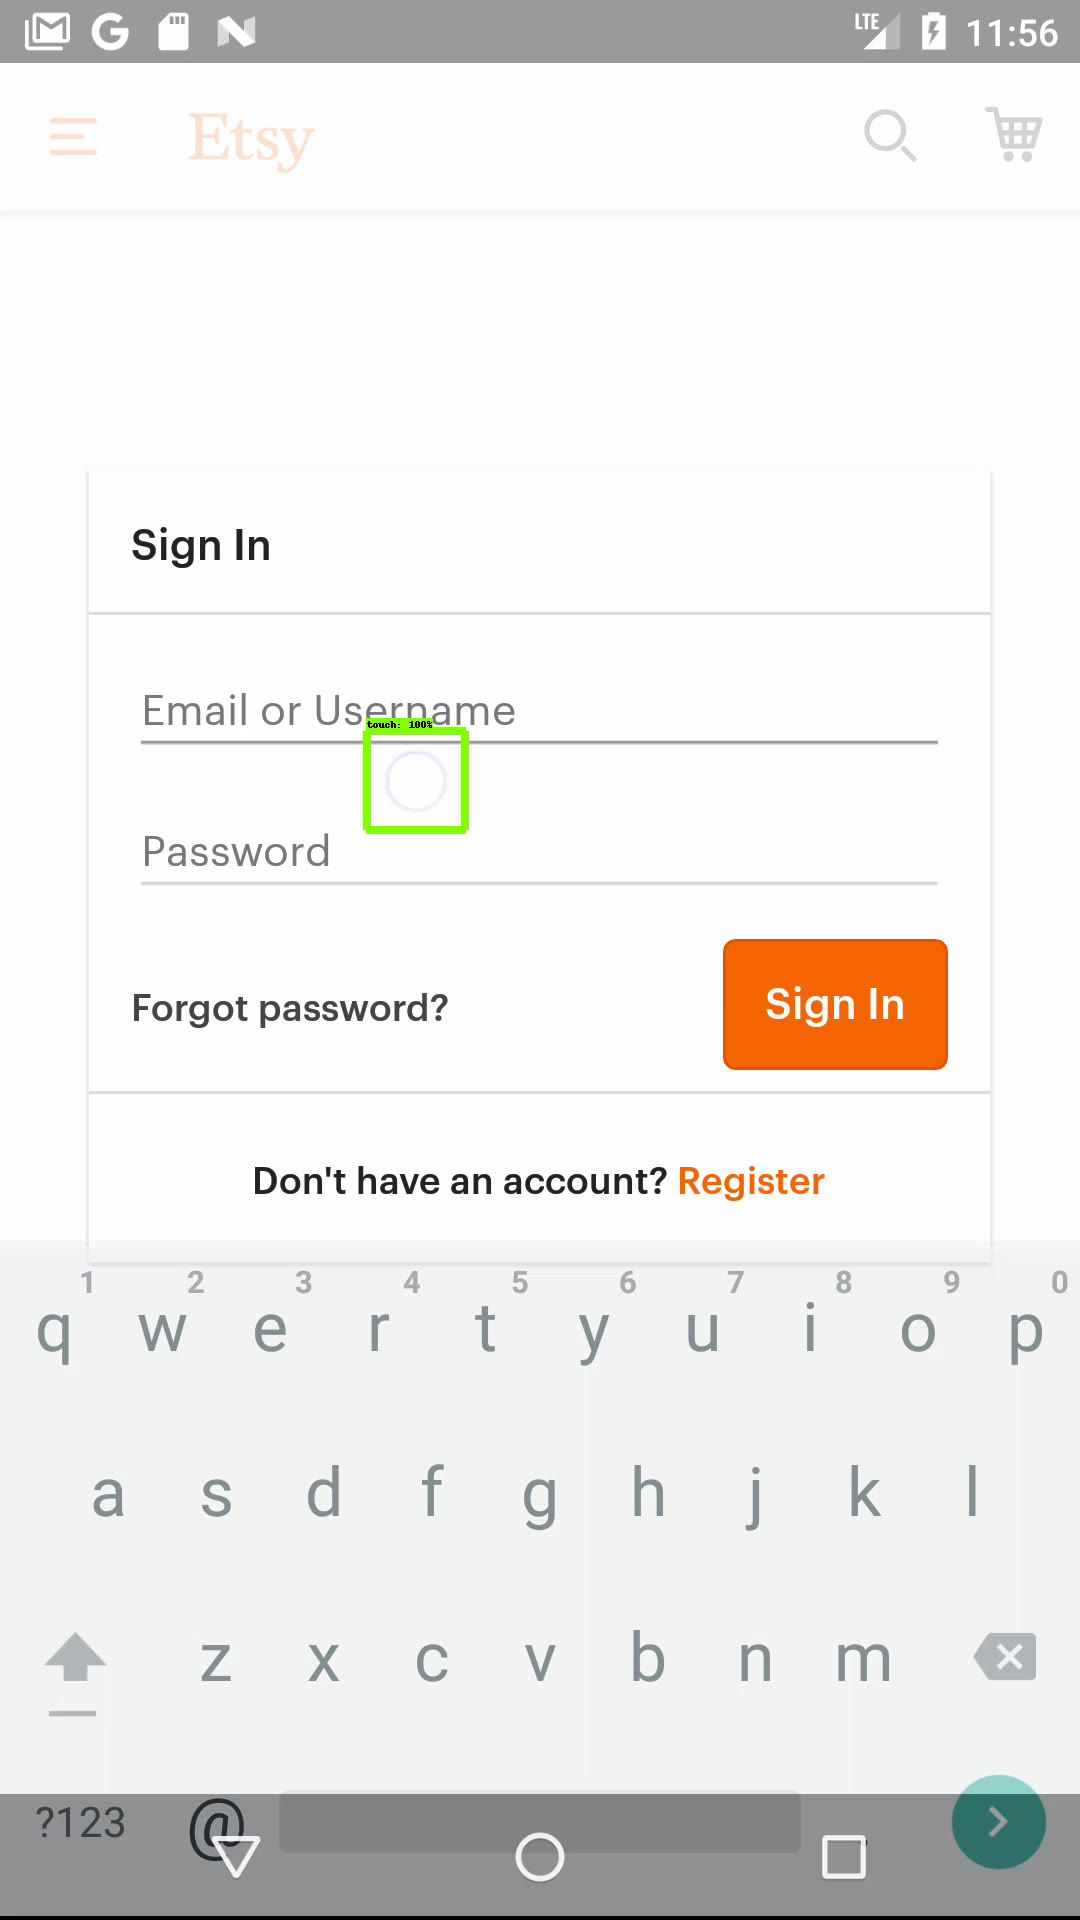 LTE 11:56
Etsy
Sign In
Email or Username
touch: 100%
Password
Forgot password?
Sign In
Don't have an account? Register
1 2 3 4 5 6 7 8 9 0
q w e r t y u i o p
a s d f g h j k l
z x c v b n m
?123 @